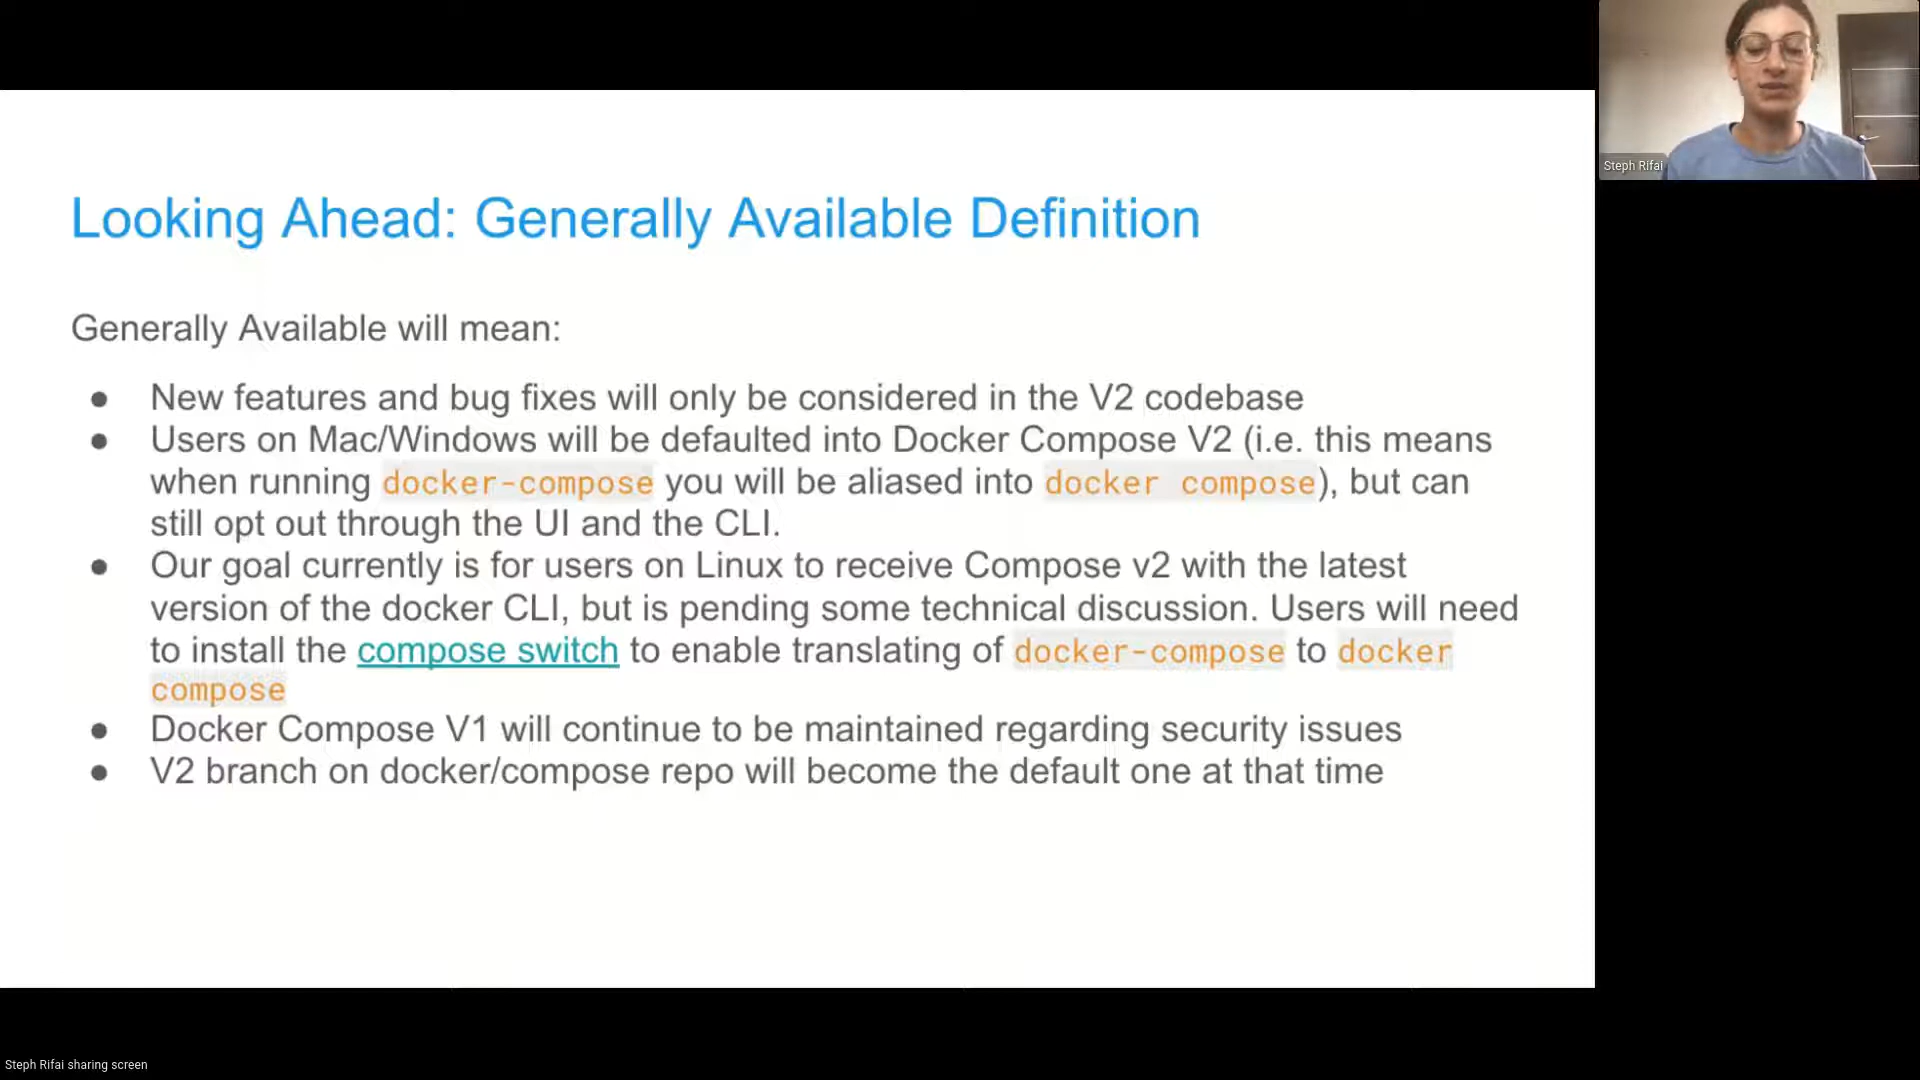 Looking Ahead: Generally Available Definition
Generally Available will mean:
● New features and bug fixes will only be considered in the V2 codebase
● Users on Mac/Windows will be defaulted into Docker Compose V2 (i.e. this means
when running docker-compose you will be aliased into docker compose), but can
still opt out through the UI and the CLI.
● Our goal currently is for users on Linux to receive Compose v2 with the latest
version of the docker CLI, but is pending some technical discussion. Users will need
to install the compose switch to enable translating of docker-compose to docker
compose
● Docker Compose V1 will continue to be maintained regarding security issues
● V2 branch on docker/compose repo will become the default one at that time
Steph Rifai
Steph Rifai sharing screen